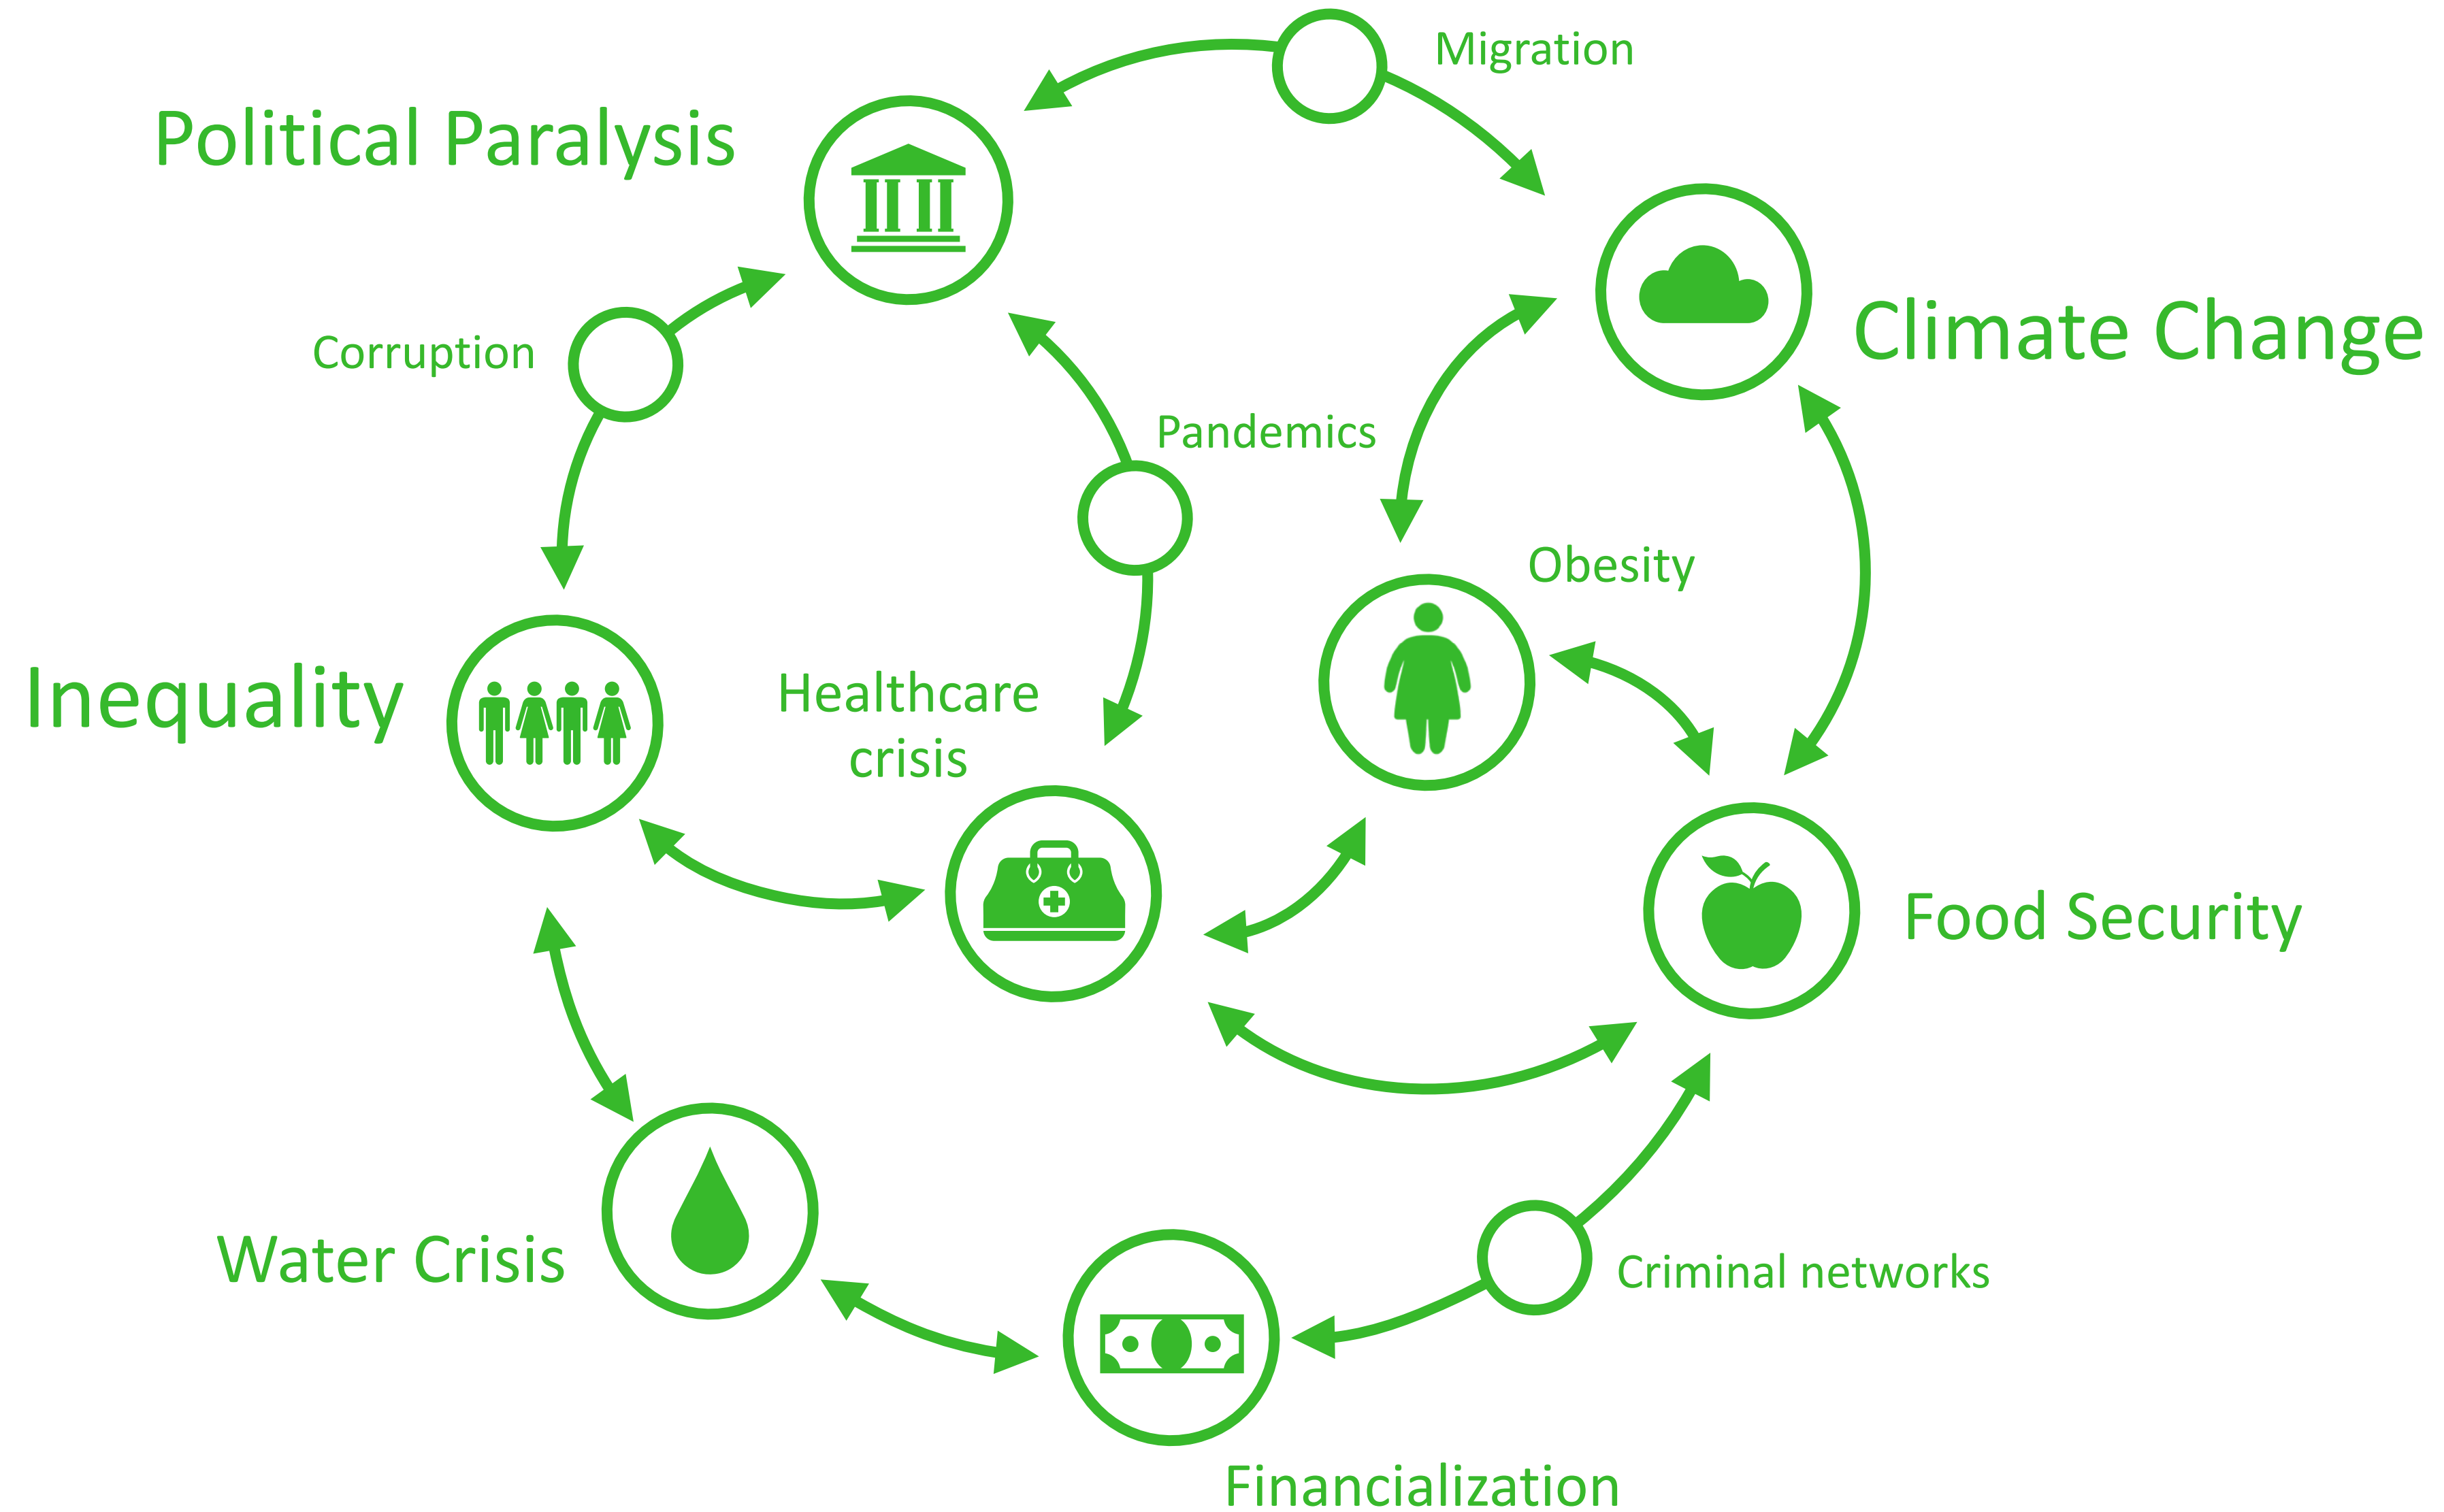 Migration
Political Paralysis
Climate Change
Corruption
Pandemics
Obesity
Inequality
Healthcare
crisis
Food Security
Water Crisis
Criminal networks
Financialization